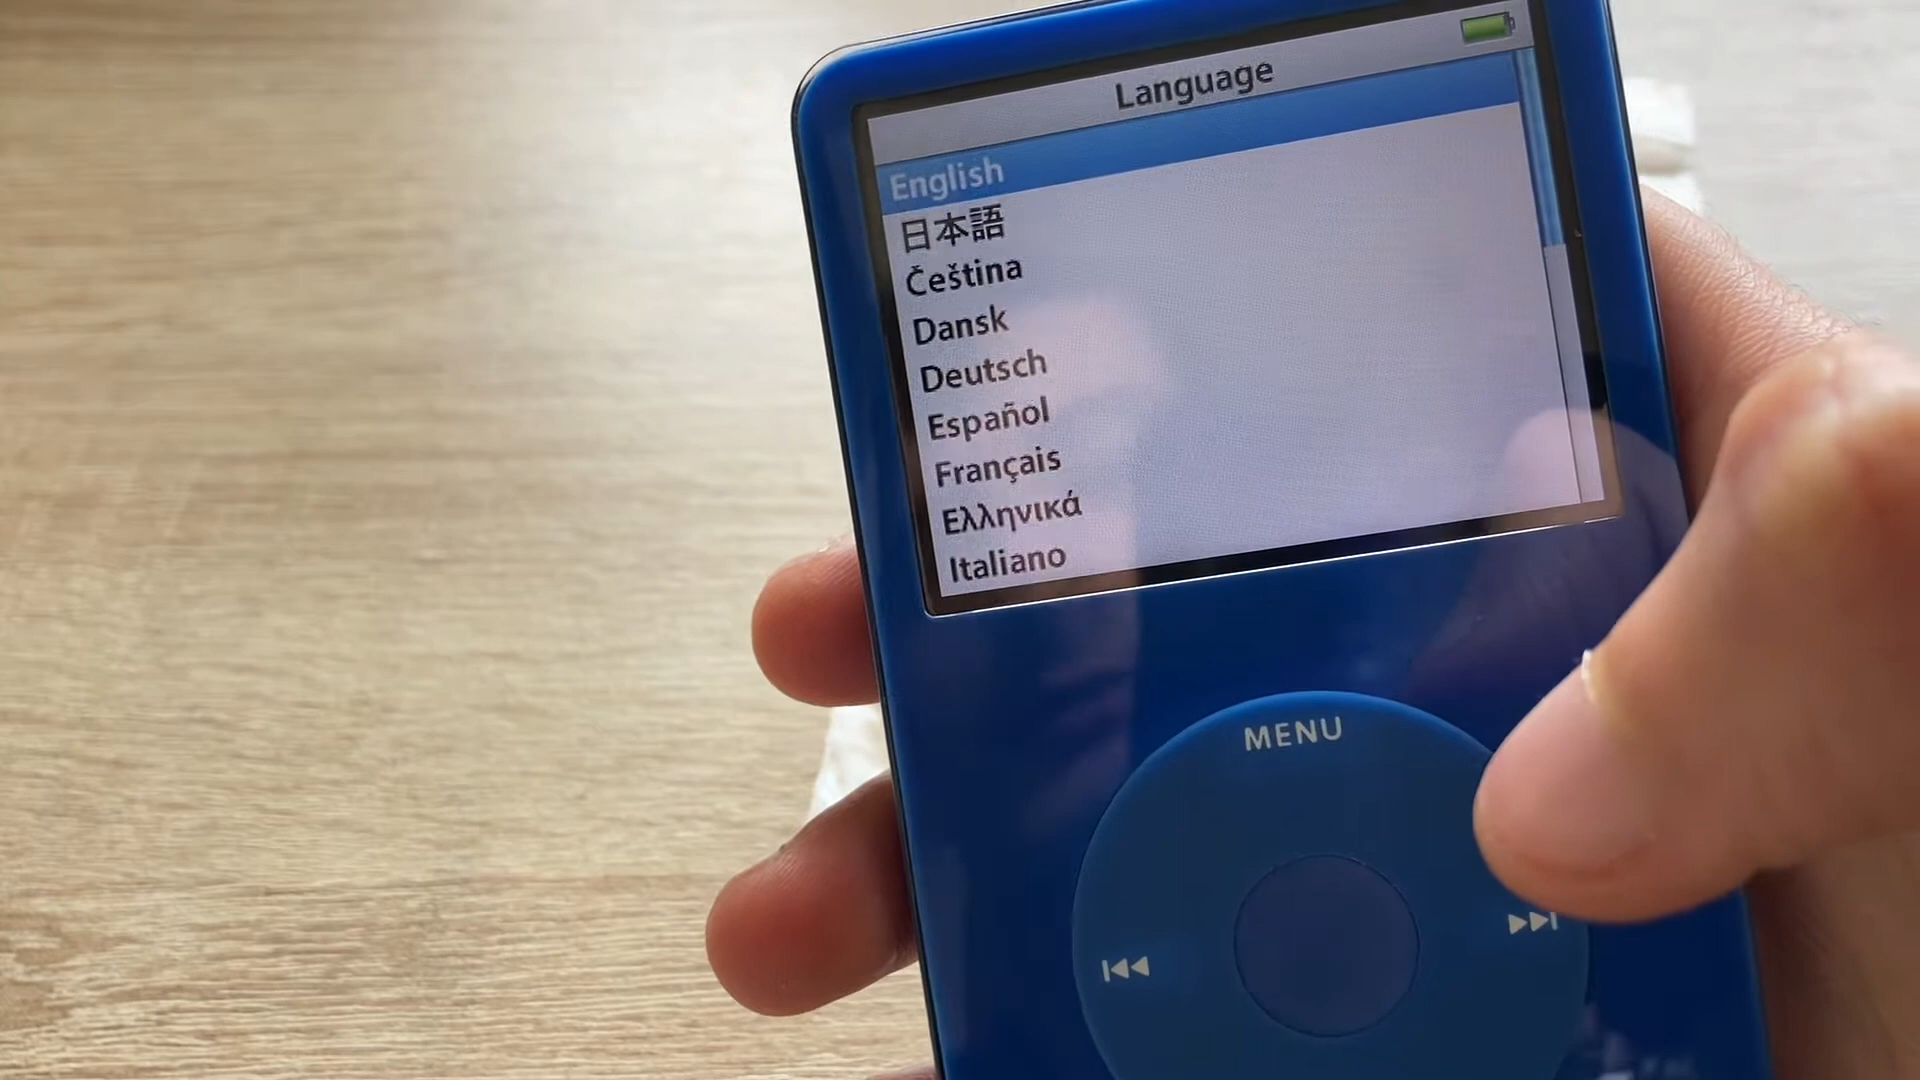 Language
English
日本語
Čeština
Dansk
Deutsch
Español
Français
Ελληνικά
Italiano
MENU